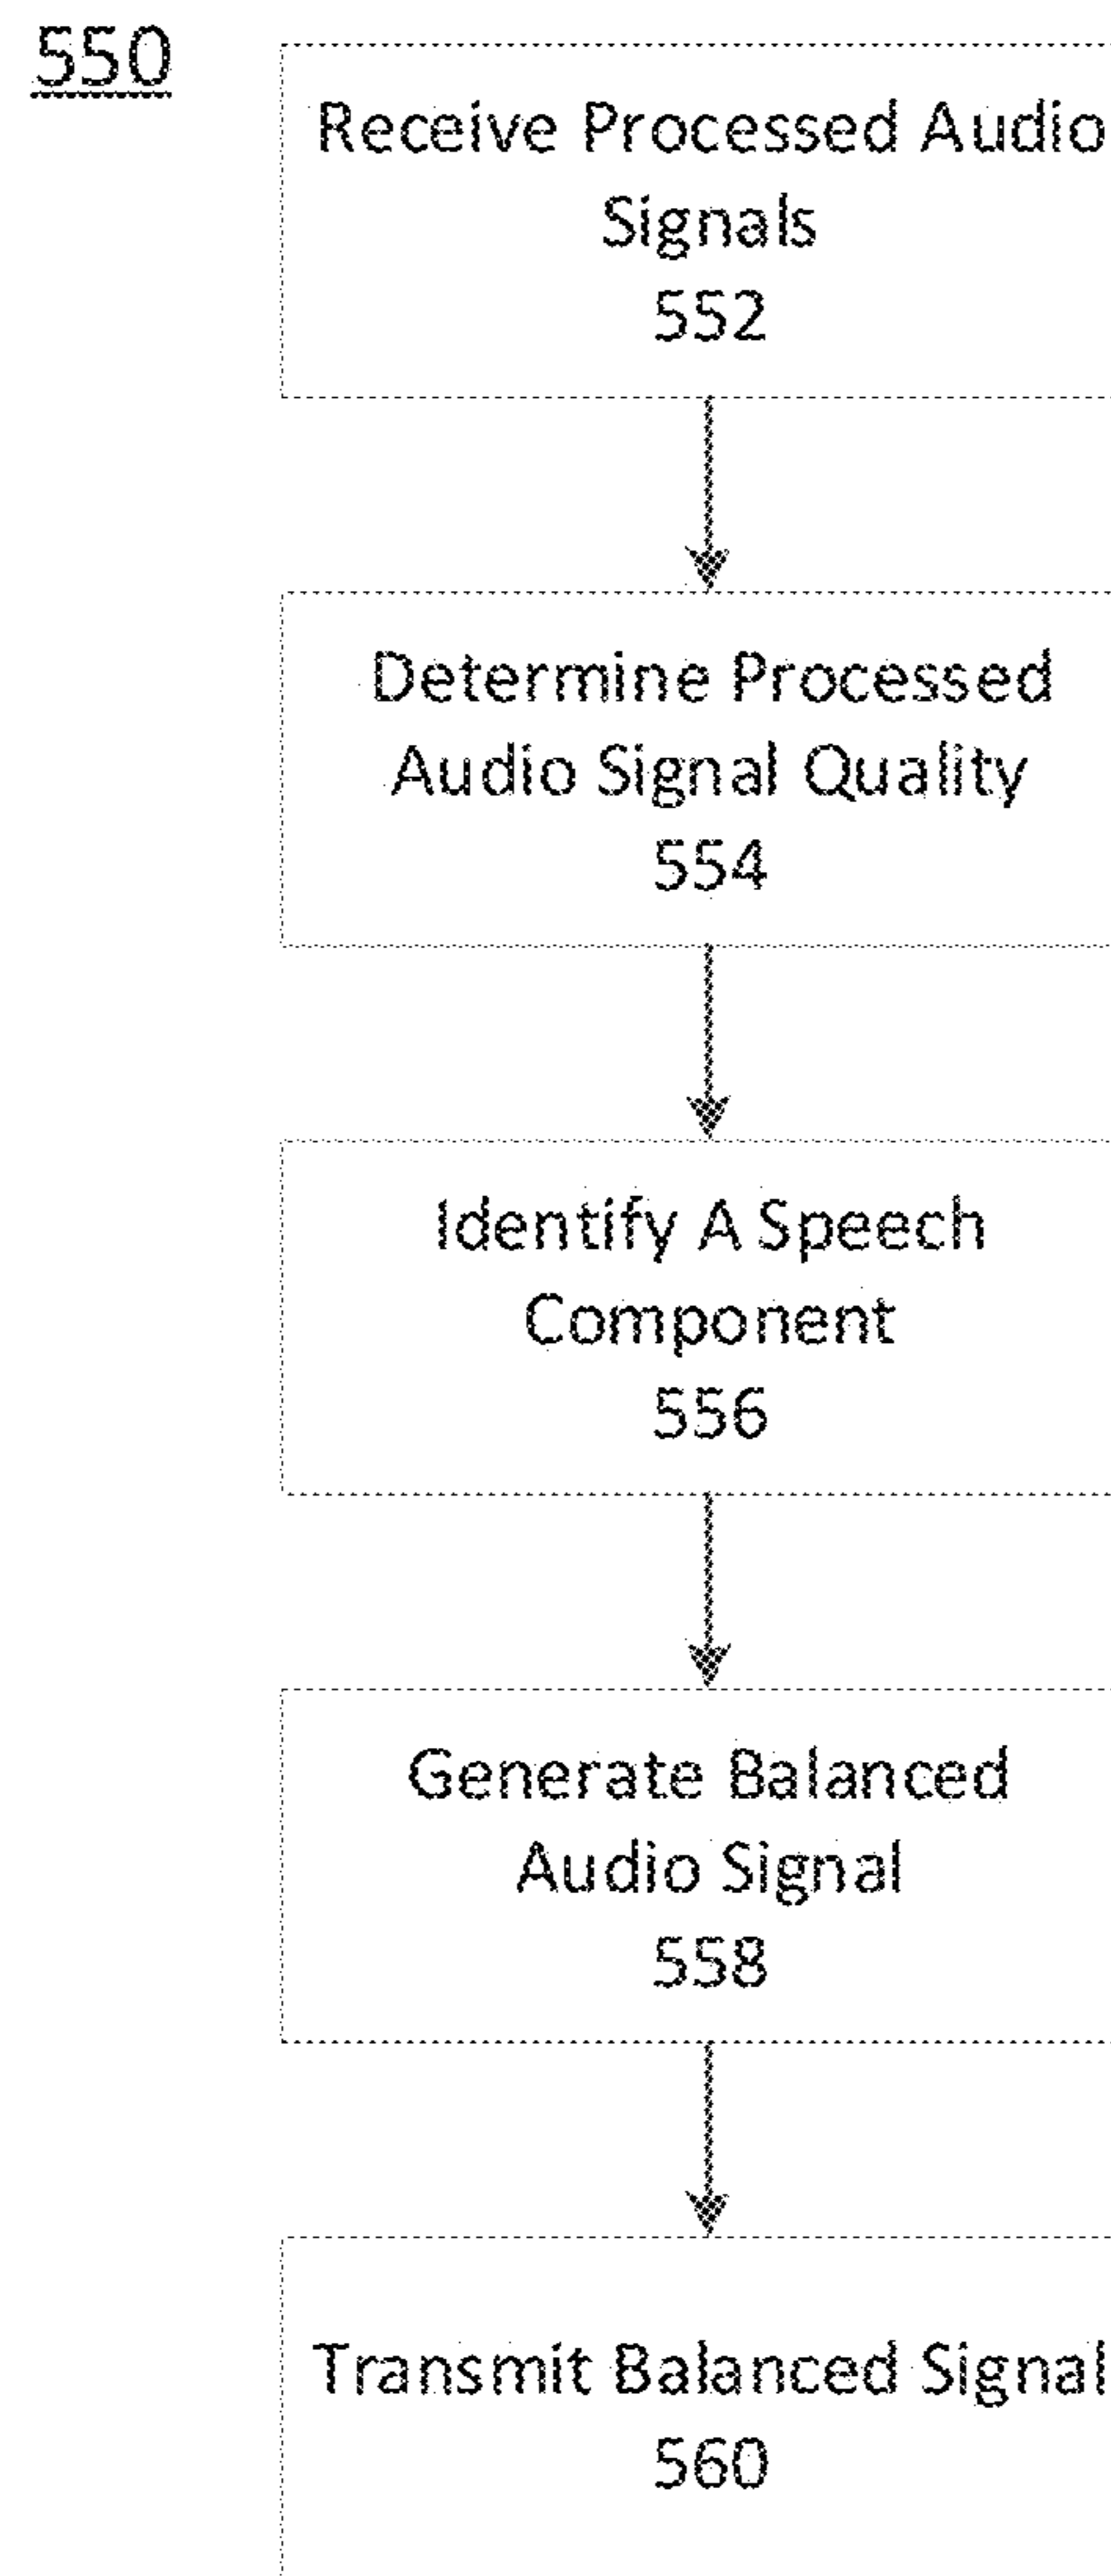 550
Receive Processed Audio
Signals
552
Determine Processed
Audio Signal Quality
554
Identify A Speech
Component
556
Generate Balanced
Audio Signal
558
Transmit Balanced Signal
560